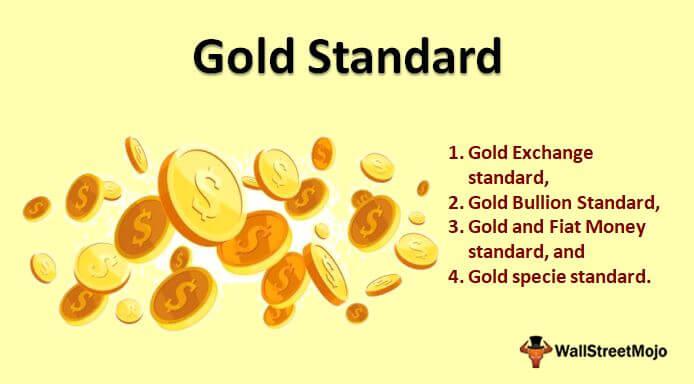 Gold Standard
1. Gold Exchange
standard,
2. Gold Bullion Standard,
3. Gold and Fiat Money
standard, and
4. Gold specie standard.
WallStreetMojo